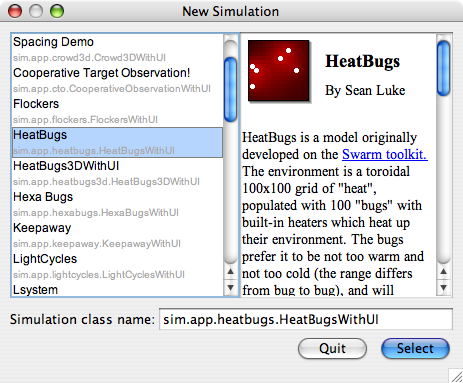 New Simulation
Spacing Demo
sim.app.crowd3d.Crowd3DWithUI
Cooperative Target Observation!
sim.app.cto.CooperativeObservationWithUI
Flockers
sim.app.flockers.FlockersWithUI
HeatBugs
sim.app.heatbugs.HeatBugsWithUI
HeatBugs3DWithUI
sim.app.heatbugs3d.HeatBugs3DWithUI
Hexa Bugs
sim.app.hexabugs.HexaBugsWithUI
Keepaway
sim.app.keepaway.KeepawayWithUI
LightCycles
sim.app.lightcycles.LightCyclesWithUI
Lsystem
HeatBugs
By Sean Luke
HeatBugs is a model originally
developed on the Swarm toolkit.
The environment is a toroidal
100x100 grid of "heat",
populated with 100 "bugs" with
built-in heaters which heat up
their environment. The bugs
prefer it to be not too warm and
not too cold (the range differs
from bug to bug), and will
Simulation class name: sim.app.heatbugs.HeatBugsWithUI
Quit
Select